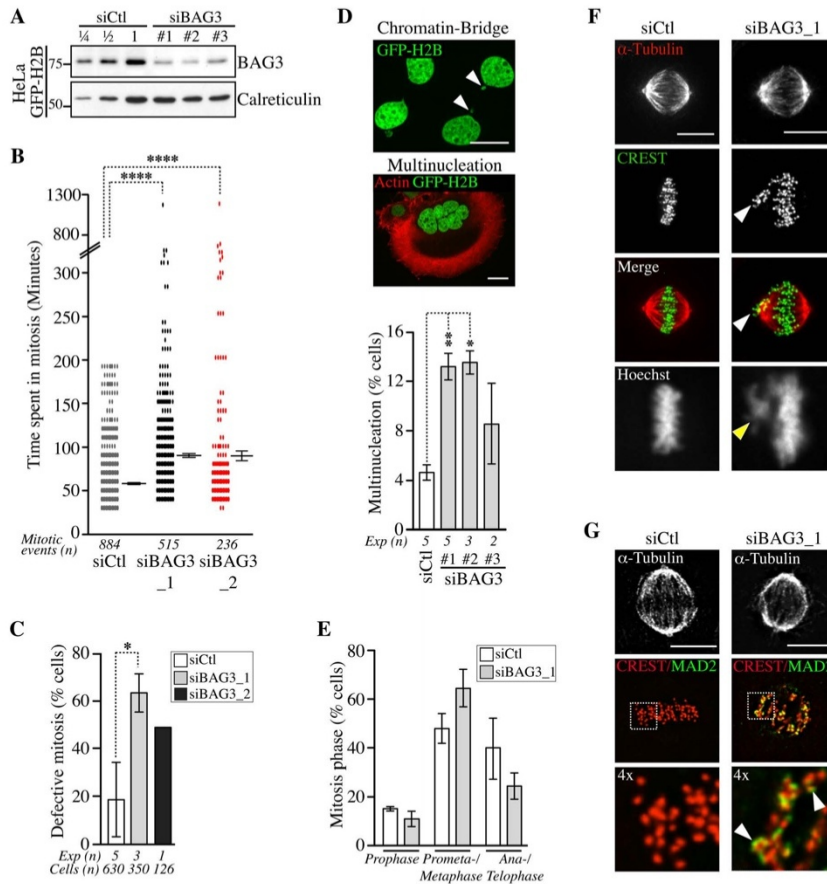 A
siCtl siBAG3
¼ ½ 1 #1 #2 #3
HeLa
GFP-H2B
75
BAG3
50
Calreticulin
B
****
****
Time spent in mitosis (Minutes)
1300
800
300
250
200
150
100
50
0
Mitotic
events (n)
884 515 236
siCtl siBAG3 siBAG3
_1 _2
C
Defective mitosis (% cells)
80
60
40
20
0
*
siCtl
siBAG3_1
siBAG3_2
Exp (n) 5 3 1
Cells (n) 630 350 126
D
Chromatin-Bridge
GFP-H2B
Multinucleation
Actin GFP-H2B
Multinucleation (% cells)
16
12
8
4
0
**
*
Exp (n) 5 5 3 2
siCtl
#1 #2 #3
siBAG3
E
Mitosis phase (% cells)
80
60
40
20
0
siCtl
siBAG3_1
Prophase Prometa-/ Ana-/
Metaphase Telophase
F
siCtl siBAG3_1
α-Tubulin
CREST
Merge
Hoechst
G
siCtl siBAG3_1
α-Tubulin α-Tubulin
CREST/MAD2 CREST/MAD
4x 4x